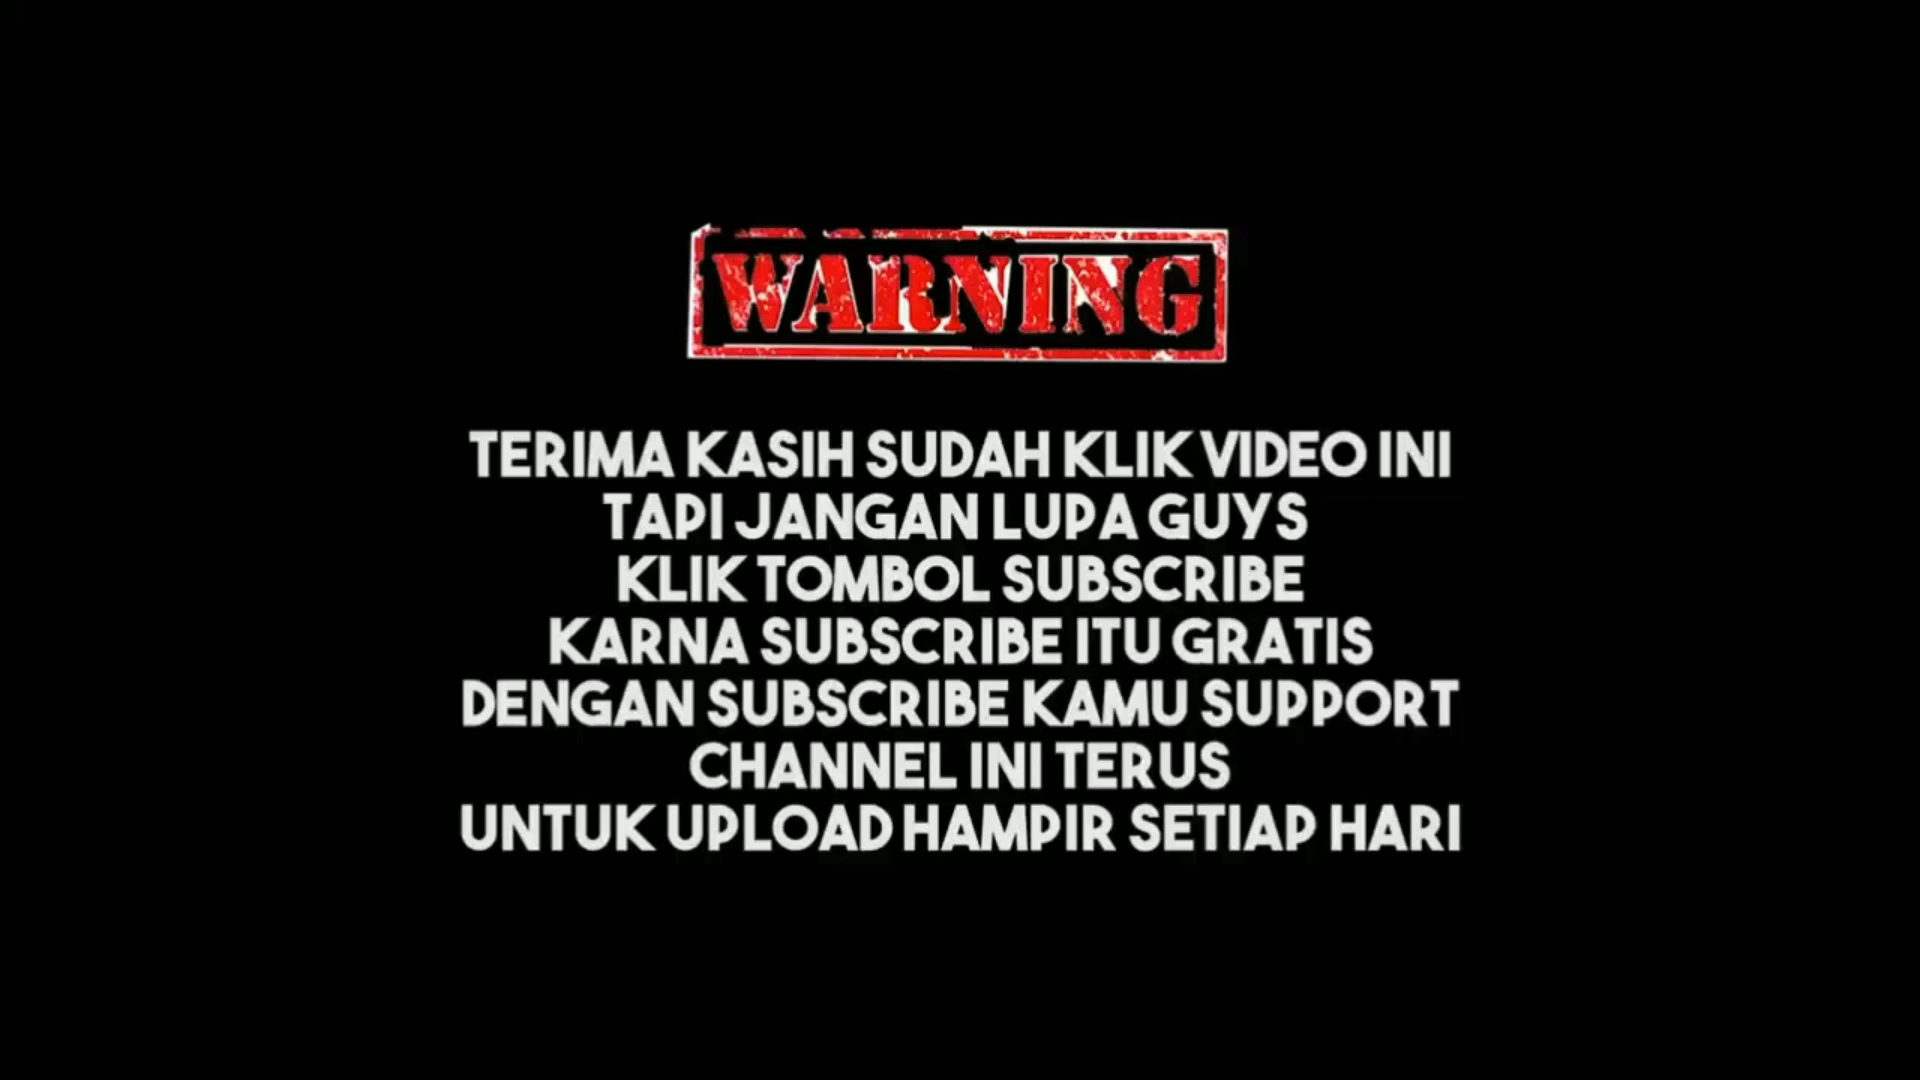 WARNING
TERIMA KASIH SUDAH KLIK VIDEO INI
TAPI JANGAN LUPA GUYS
KLIK TOMBOL SUBSCRIBE
KARNA SUBSCRIBE ITU GRATIS
DENGAN SUBSCRIBE KAMU SUPPORT
CHANNEL INI TERUS
UNTUK UPLOAD HAMPIR SETIAP HARI